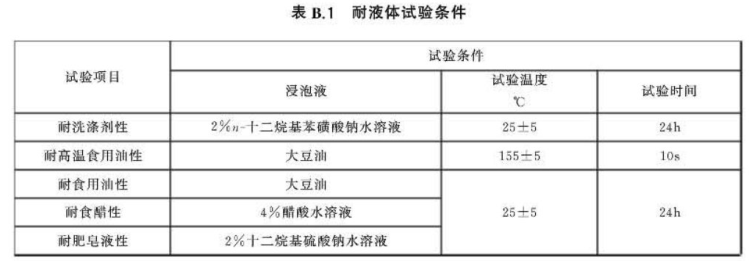 表 B.1 耐液体试验条件
试验项目 试验条件
浸泡液 试验温度 ℃ 试验时间
耐洗涤剂性 2%n-十二烷基苯磺酸钠水溶液 25±5 24h
耐高温食用油性 大豆油 155±5 10s
耐食用油性 大豆油
耐食醋性 4%醋酸水溶液 25±5 24h
耐肥皂液性 2%十二烷基硫酸钠水溶液